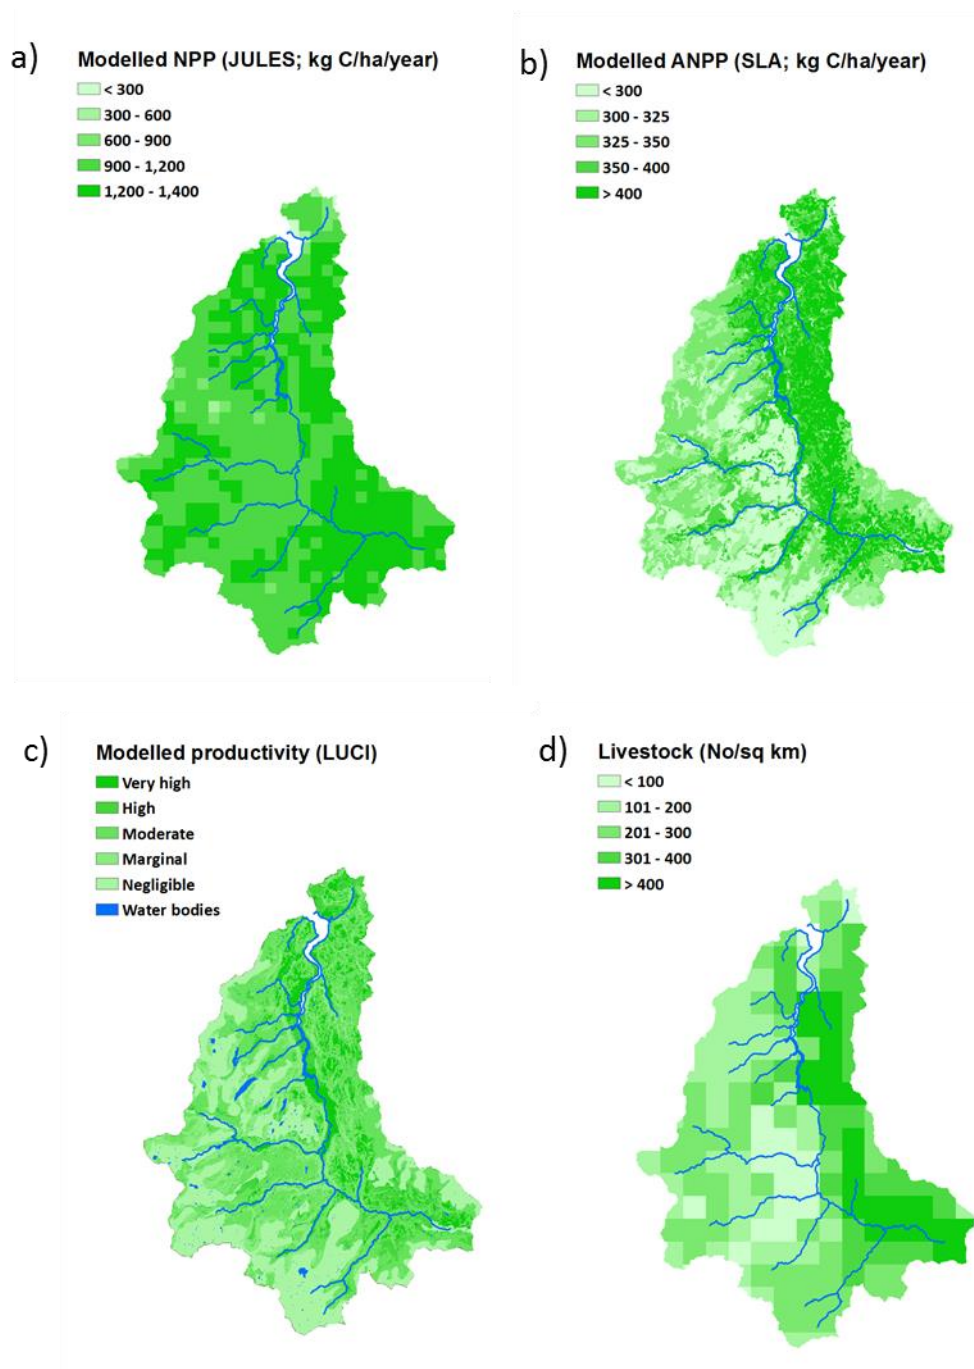 a)
Modelled NPP (JULES; kg C/ha/year)
< 300
300 - 600
600 - 900
900 - 1,200
1,200 - 1,400
b)
Modelled ANPP (SLA; kg C/ha/year)
< 300
300 - 325
325 - 350
350 - 400
> 400
c)
Modelled productivity (LUCI)
Very high
High
Moderate
Marginal
Negligible
Water bodies
d)
Livestock (No/sq km)
< 100
101 - 200
201 - 300
301 - 400
> 400